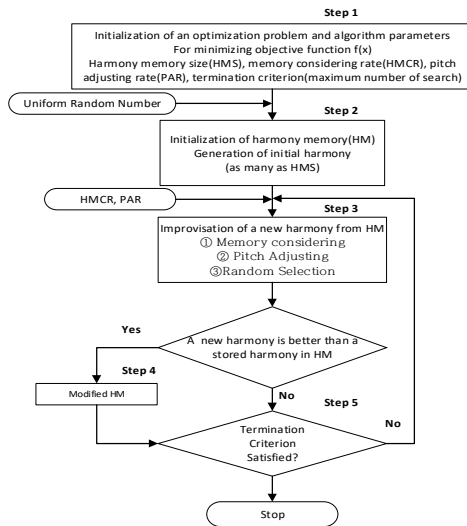 Step 1
Initialization of an optimization problem and algorithm parameters
For minimizing objective function f(x)
Harmony memory size(HMS), memory considering rate(HMCR), pitch
adjusting rate(PAR), termination criterion(maximum number of search)
Uniform Random Number
Step 2
Initialization of harmony memory(HM)
Generation of initial harmony
(as many as HMS)
HMCR, PAR
Step 3
Improvisation of a new harmony from HM
① Memory considering
② Pitch Adjusting
③Random Selection
Yes
A new harmony is better than a
stored harmony in HM
Step 4
Modified HM
No
Step 5
No
Termination
Criterion
Satisfied?
Stop